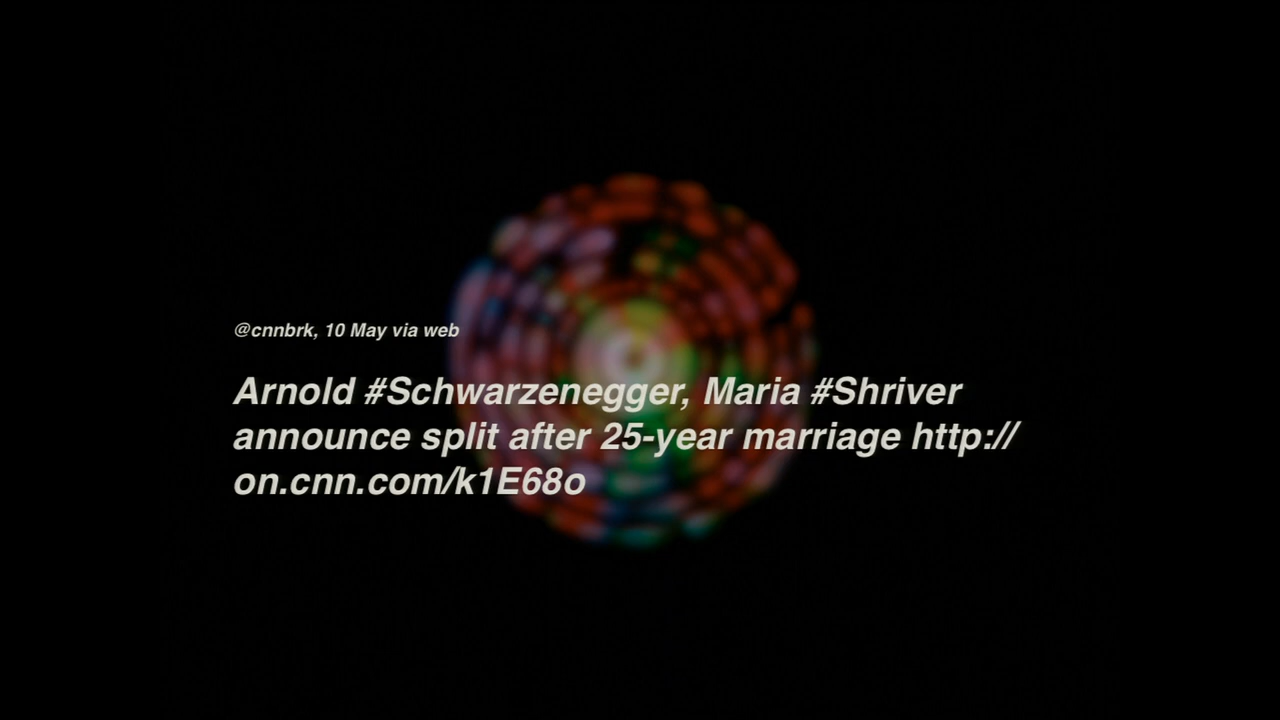 @cnnbrk, 10 May via web
Arnold #Schwarzenegger, Maria #Shriver
announce split after 25-year marriage http://
on.cnn.com/k1E68o